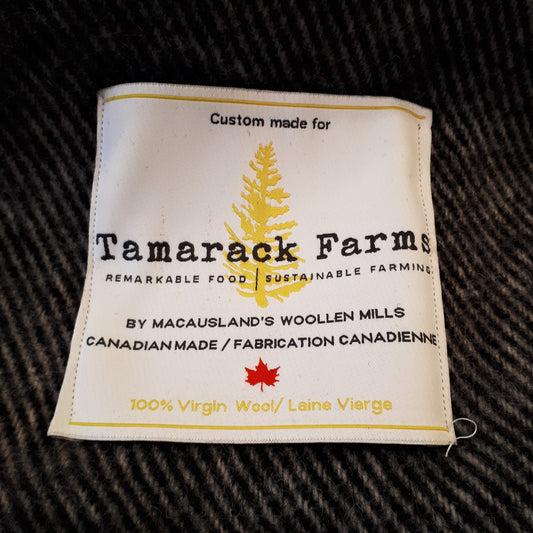 Custom made for
Tamarack Farms
REMARKABLE FOOD | SUSTAINABLE FARMING
BY MACAUSLAND'S WOOLLEN MILLS
CANADIAN MADE / FABRICATION CANADIENNE
100% Virgin Wool/ Laine Vierge